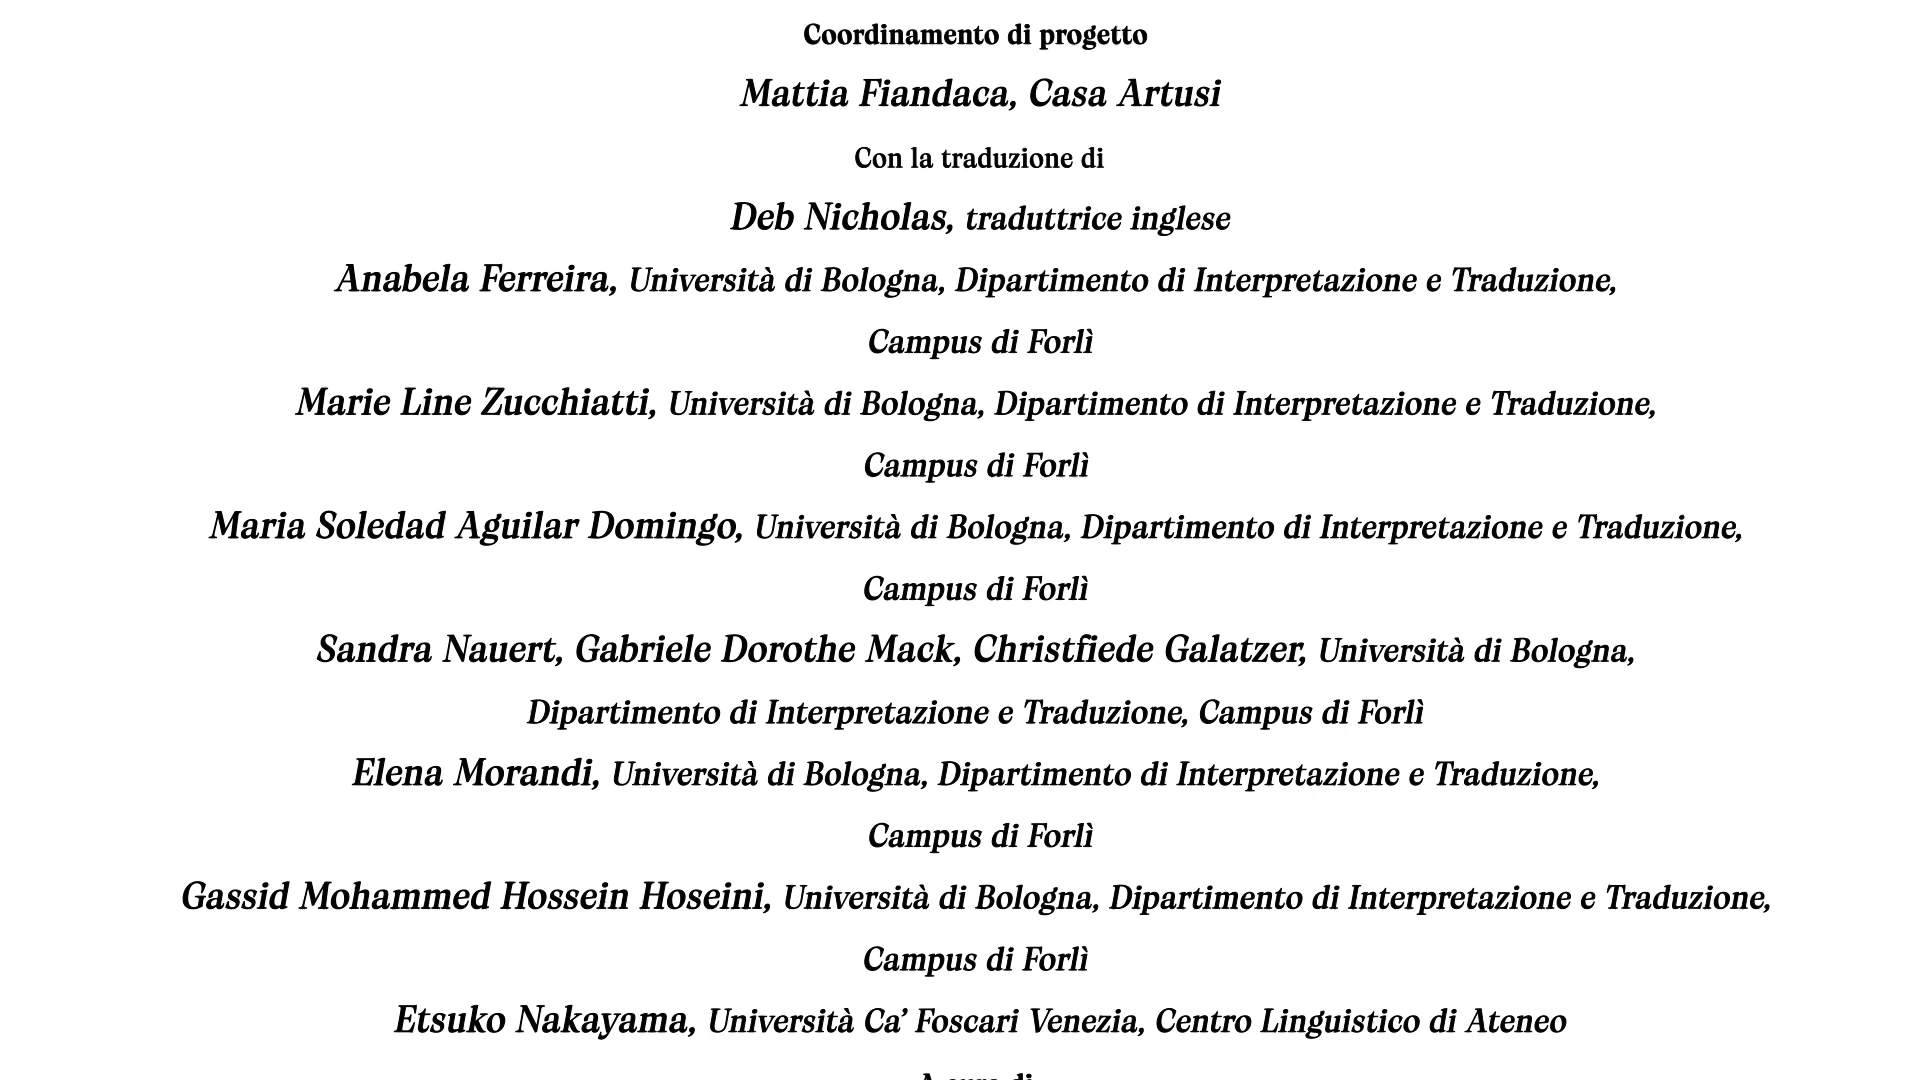 Coordinamento di progetto
Mattia Fiandaca, Casa Artusi
Con la traduzione di
Deb Nicholas, traduttrice inglese
Anabela Ferreira, Università di Bologna, Dipartimento di Interpretazione e Traduzione,
Campus di Forlì
Marie Line Zucchiatti, Università di Bologna, Dipartimento di Interpretazione e Traduzione,
Campus di Forlì
Maria Soledad Aguilar Domingo, Università di Bologna, Dipartimento di Interpretazione e Traduzione,
Campus di Forlì
Sandra Nauert, Gabriele Dorothe Mack, Christfiede Galatzer, Università di Bologna,
Dipartimento di Interpretazione e Traduzione, Campus di Forlì
Elena Morandi, Università di Bologna, Dipartimento di Interpretazione e Traduzione,
Campus di Forlì
Gassid Mohammed Hossein Hoseini, Università di Bologna, Dipartimento di Interpretazione e Traduzione,
Campus di Forlì
Etsuko Nakayama, Università Ca’ Foscari Venezia, Centro Linguistico di Ateneo